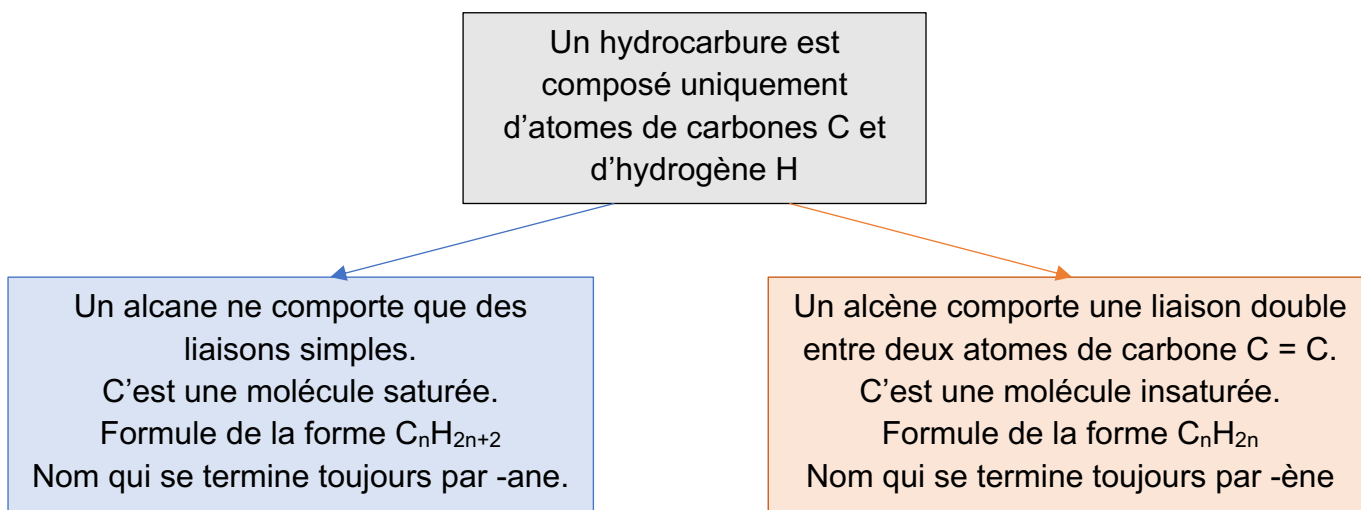 Un hydrocarbure est
composé uniquement
d’atomes de carbones C et
d’hydrogène H
Un alcane ne comporte que des
liaisons simples.
C’est une molécule saturée.
Formule de la forme CₙH₂ₙ₊₂
Nom qui se termine toujours par -ane.
Un alcène comporte une liaison double
entre deux atomes de carbone C = C.
C’est une molécule insaturée.
Formule de la forme CₙH₂ₙ
Nom qui se termine toujours par -ène